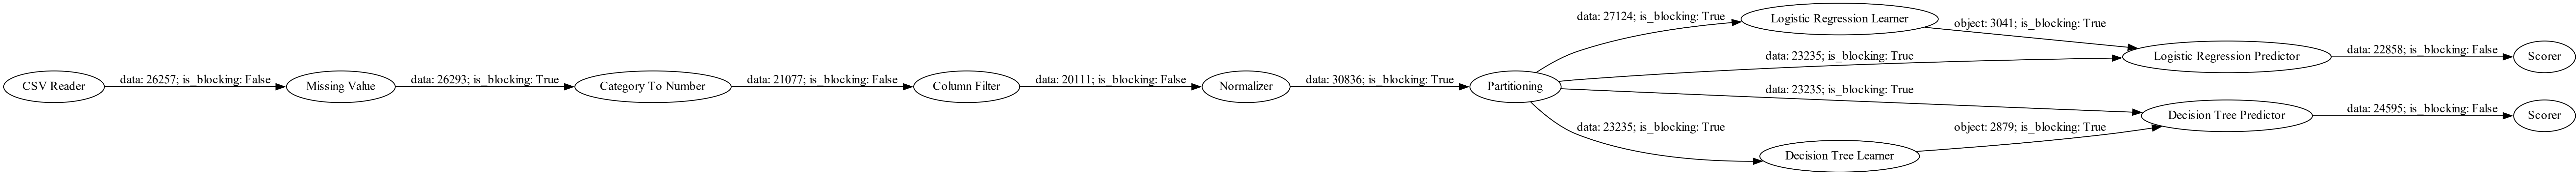 CSV Reader
data: 26257; is_blocking: False
Missing Value
data: 26293; is_blocking: True
Category To Number
data: 21077; is_blocking: False
Column Filter
data: 20111; is_blocking: False
Normalizer
data: 30836; is_blocking: True
Partitioning
data: 27124; is_blocking: True
Logistic Regression Learner
object: 3041; is_blocking: True
data: 23235; is_blocking: True
Logistic Regression Predictor
data: 22858; is_blocking: False
Scorer
data: 23235; is_blocking: True
Decision Tree Predictor
data: 24595; is_blocking: False
Scorer
data: 23235; is_blocking: True
Decision Tree Learner
object: 2879; is_blocking: True